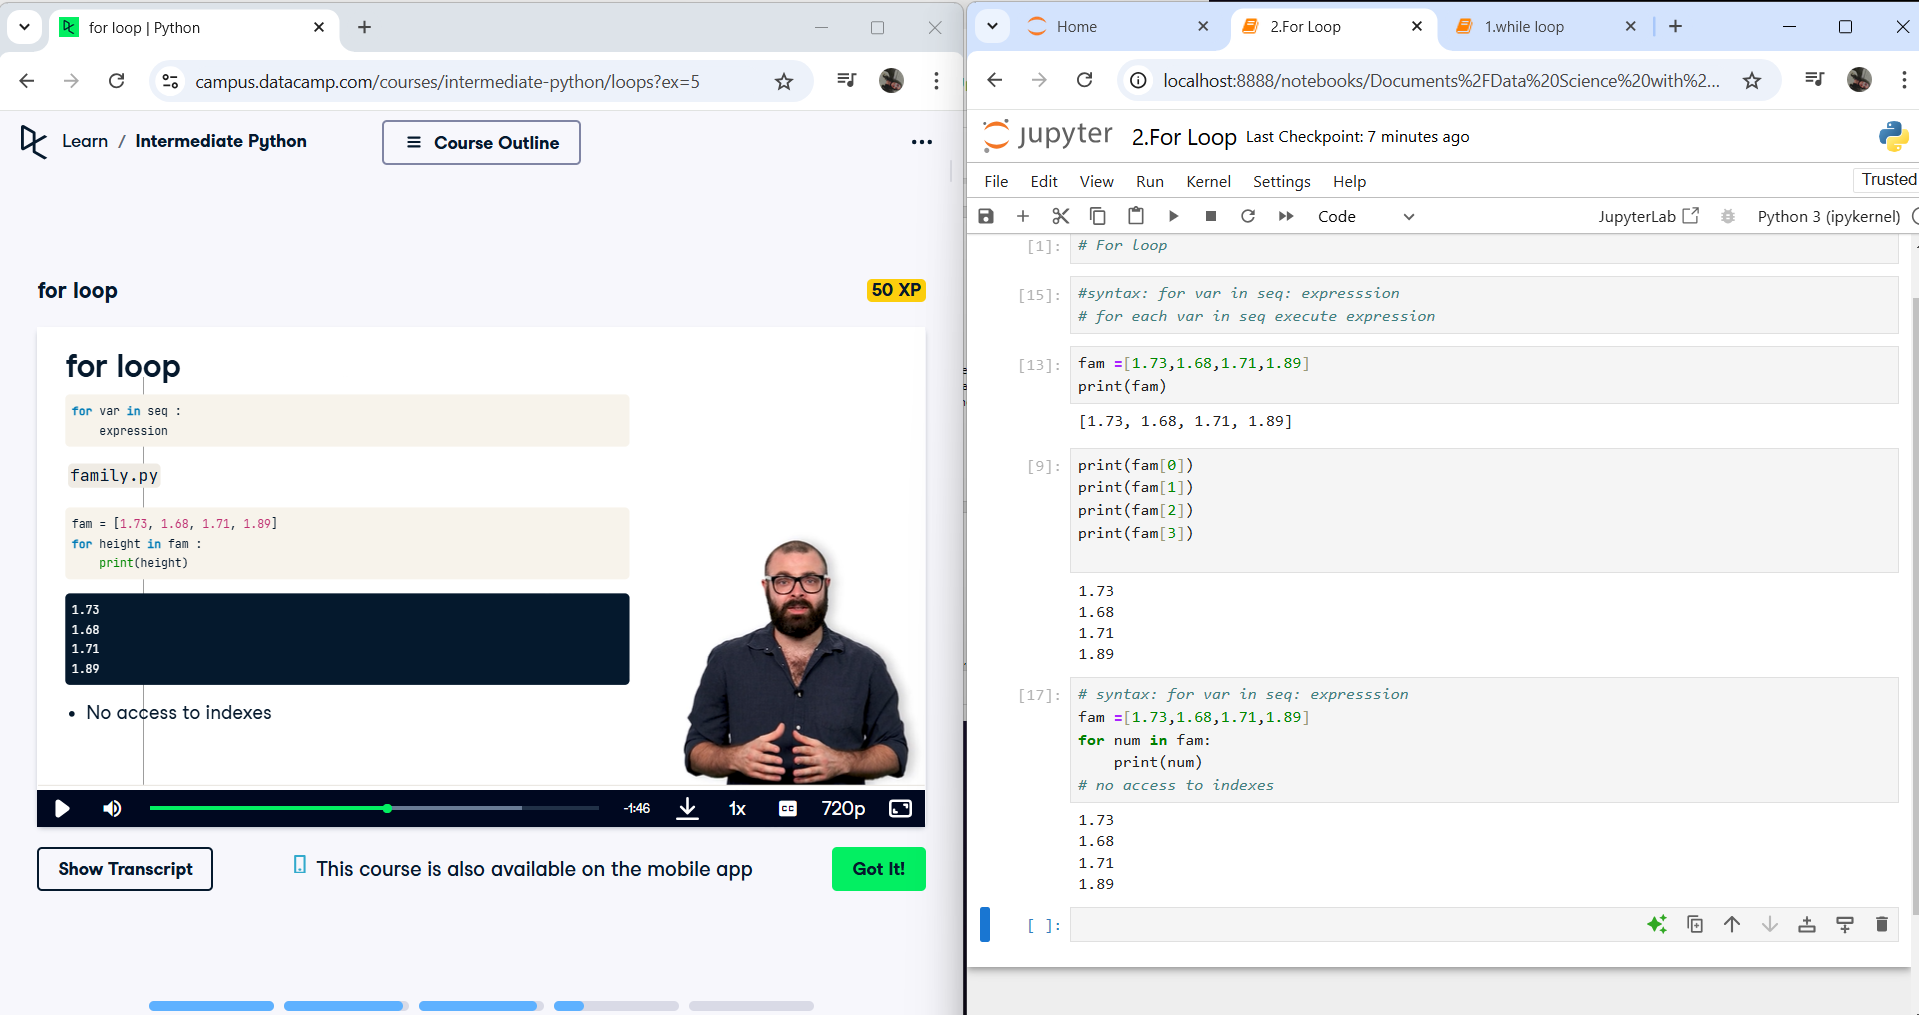 for loop | Python
campus.datacamp.com/courses/intermediate-python/loops?ex=5
Learn / Intermediate Python
Course Outline
for loop
50 XP
for loop
for var in seq :
expression
family.py
fam = [1.73, 1.68, 1.71, 1.89]
for height in fam :
print(height)
1.73
1.68
1.71
1.89
• No access to indexes
-1:46
1x
CC
720p
Show Transcript
This course is also available on the mobile app
Got It!
Home
2.For Loop
1.while loop
localhost:8888/notebooks/Documents%2FData%20Science%20with%2...
jupyter 2.For Loop Last Checkpoint: 7 minutes ago
File Edit View Run Kernel Settings Help
Trusted
Code
JupyterLab
Python 3 (ipykernel)
[1]: # For loop
[15]: #syntax: for var in seq: expresssion
# for each var in seq execute expression
[13]: fam =[1.73,1.68,1.71,1.89]
print(fam)
[1.73, 1.68, 1.71, 1.89]
[9]: print(fam[0])
print(fam[1])
print(fam[2])
print(fam[3])
1.73
1.68
1.71
1.89
[17]: # syntax: for var in seq: expresssion
fam =[1.73,1.68,1.71,1.89]
for num in fam:
print(num)
# no access to indexes
1.73
1.68
1.71
1.89
[ ]: